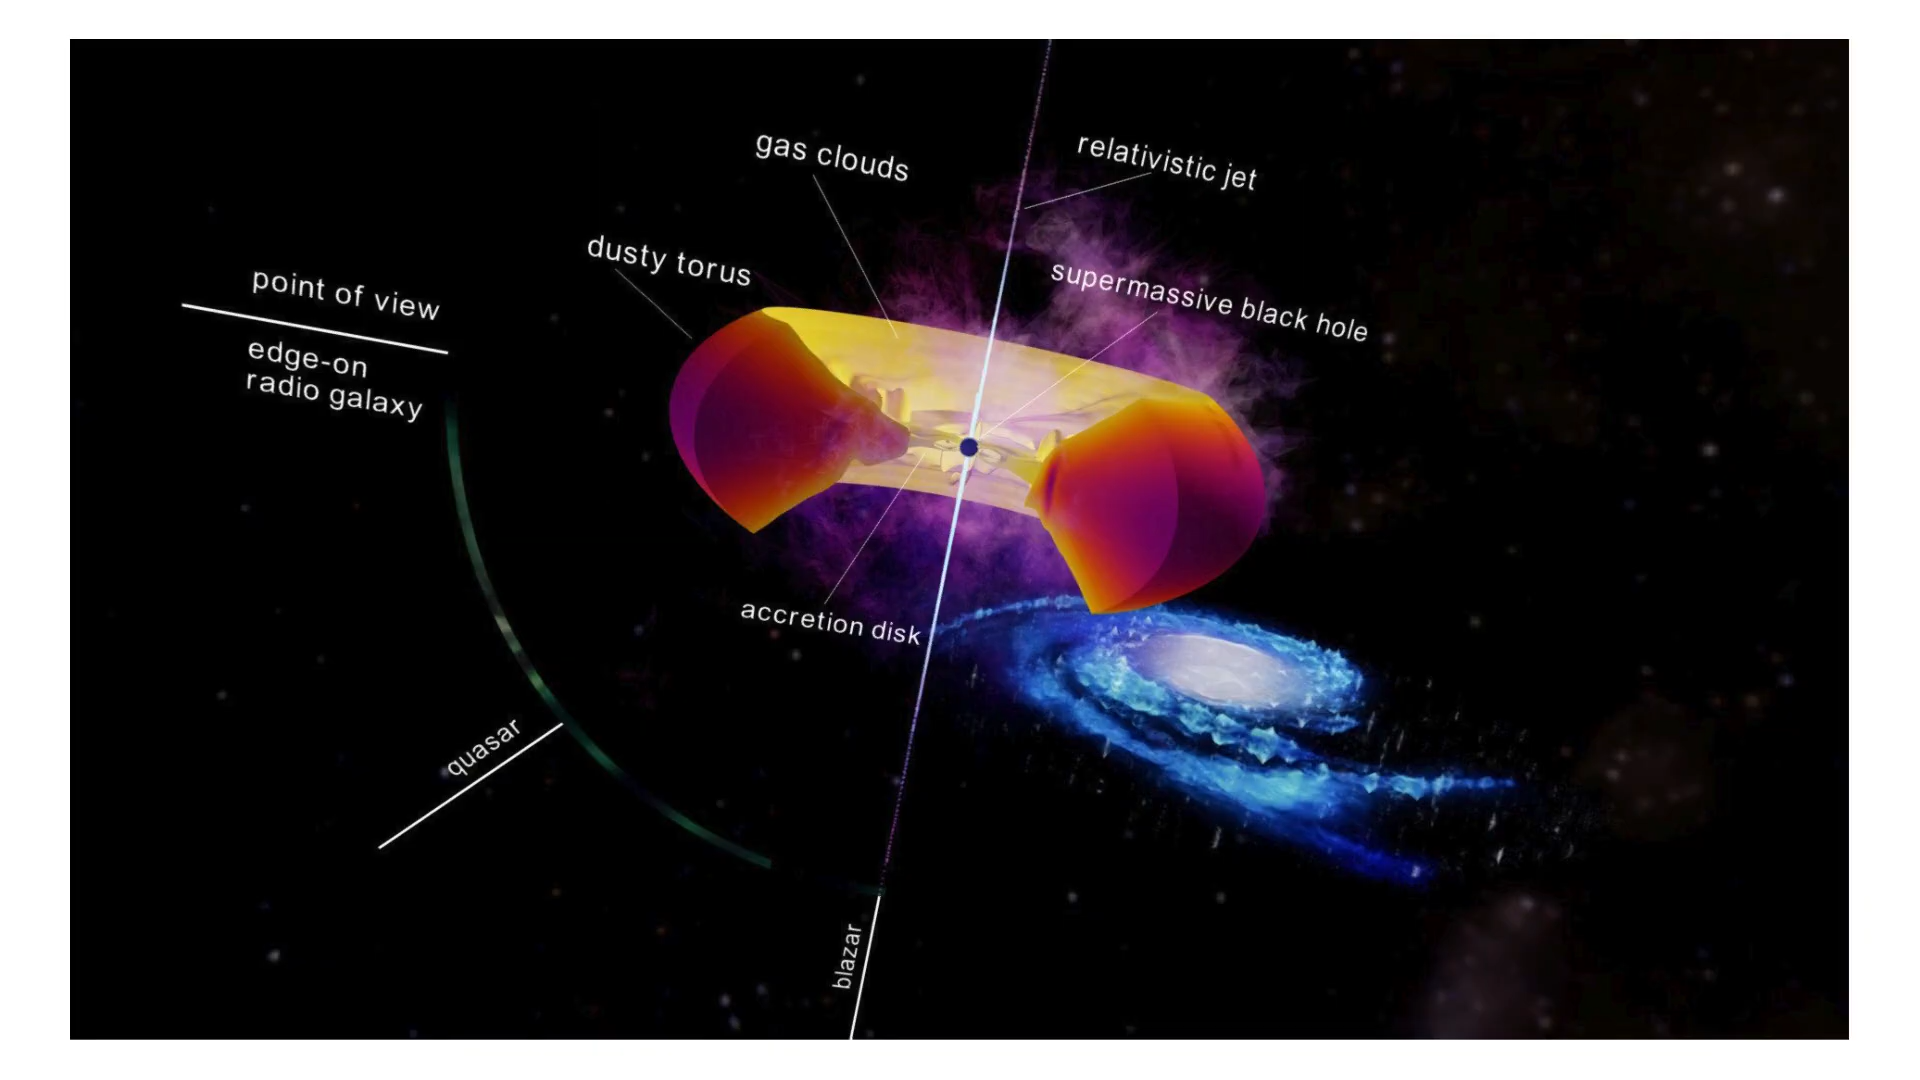 gas clouds
relativistic jet
dusty torus
supermassive black hole
point of view
edge-on
radio galaxy
accretion disk
quasar
blazar